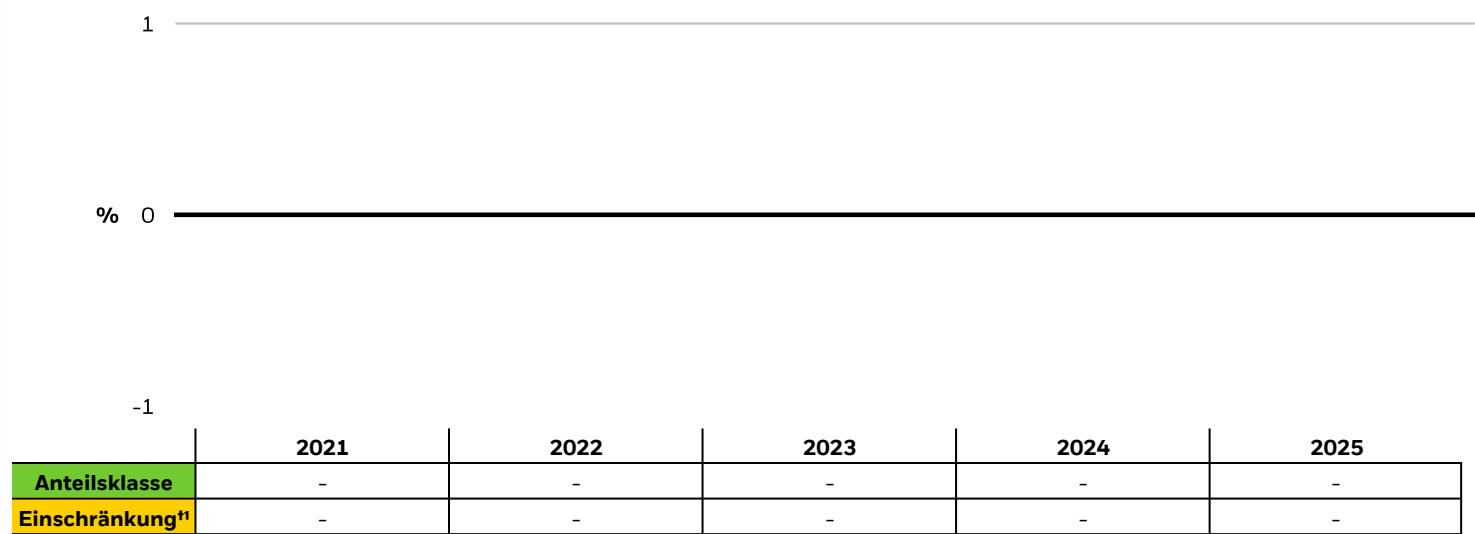 1
% 0
-1
2021 2022 2023 2024 2025
Anteilsklasse - - - - -
Einschränkung†¹ - - - - -